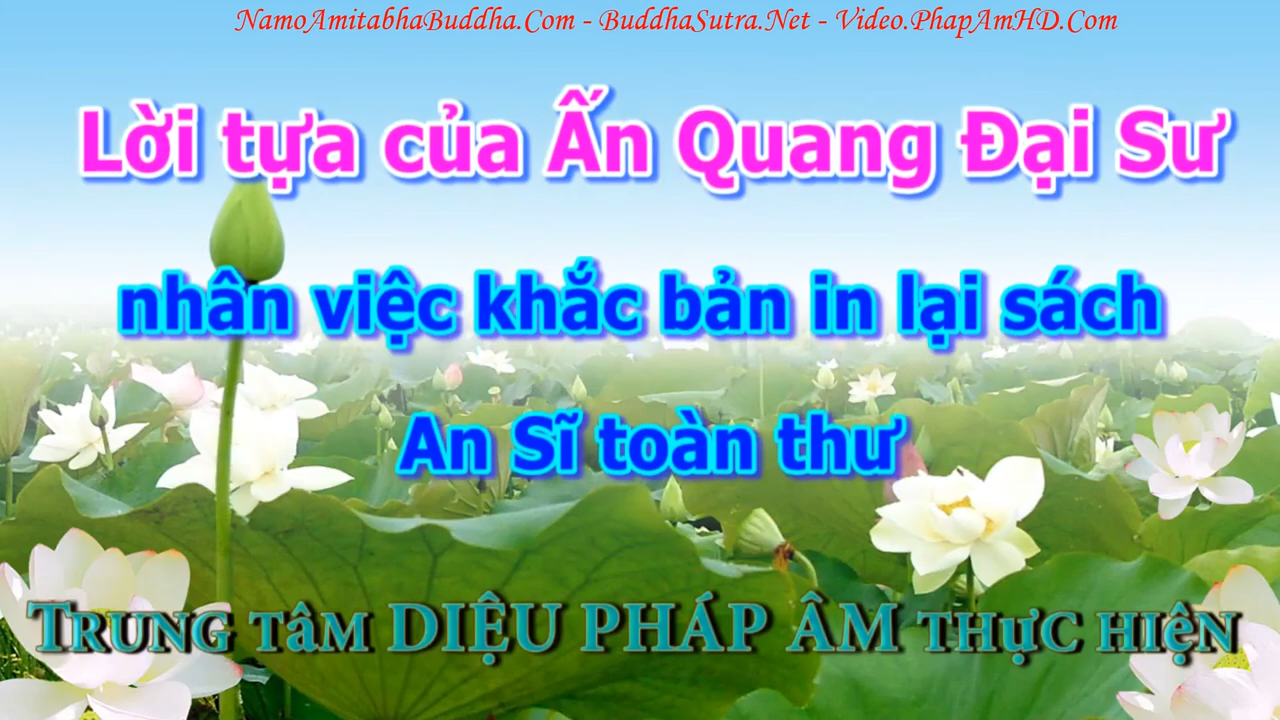 NamoAmitabhaBuddha.Com - BuddhaSutra.Net - Video.PhapAmHD.Com
Lời tựa của Ấn Quang Đại Sư
nhân việc khắc bản in lại sách
An Sĩ toàn thư
TRUNG TâM DIỆU PHÁP ÂM THựC HIệN